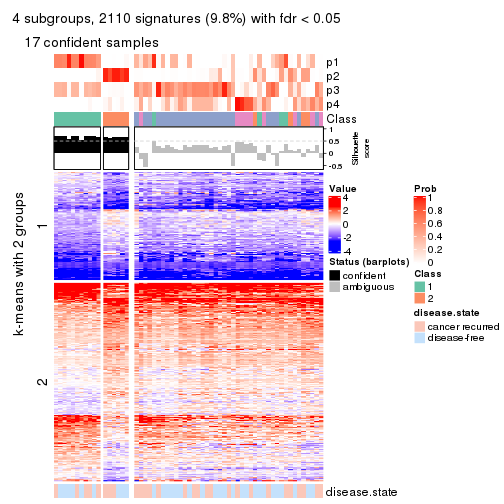 4 subgroups, 2110 signatures (9.8%) with fdr < 0.05
17 confident samples
p1
p2
p3
p4
Class
1
0.5
0
-0.5
Silhouette
score
k-means with 2 groups
1
2
Value
4
2
0
-2
-4
Status (barplots)
confident
ambiguous
Prob
1
0.8
0.6
0.4
0.2
0
Class
1
2
disease.state
cancer recurred
disease-free
disease.state